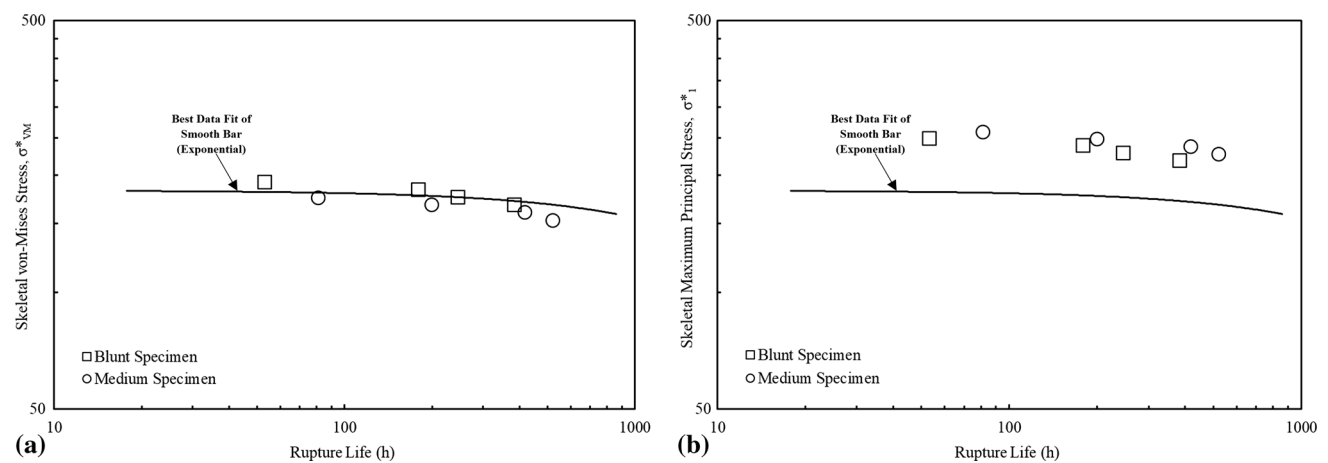 500
Skeletal von-Mises Stress, σ*VM
Best Data Fit of
Smooth Bar
(Exponential)
Blunt Specimen
Medium Specimen
50
10
100
1000
(a)
Rupture Life (h)
500
Skeletal Maximum Principal Stress, σ*1
Best Data Fit of
Smooth Bar
(Exponential)
Blunt Specimen
Medium Specimen
50
10
100
1000
(b)
Rupture Life (h)